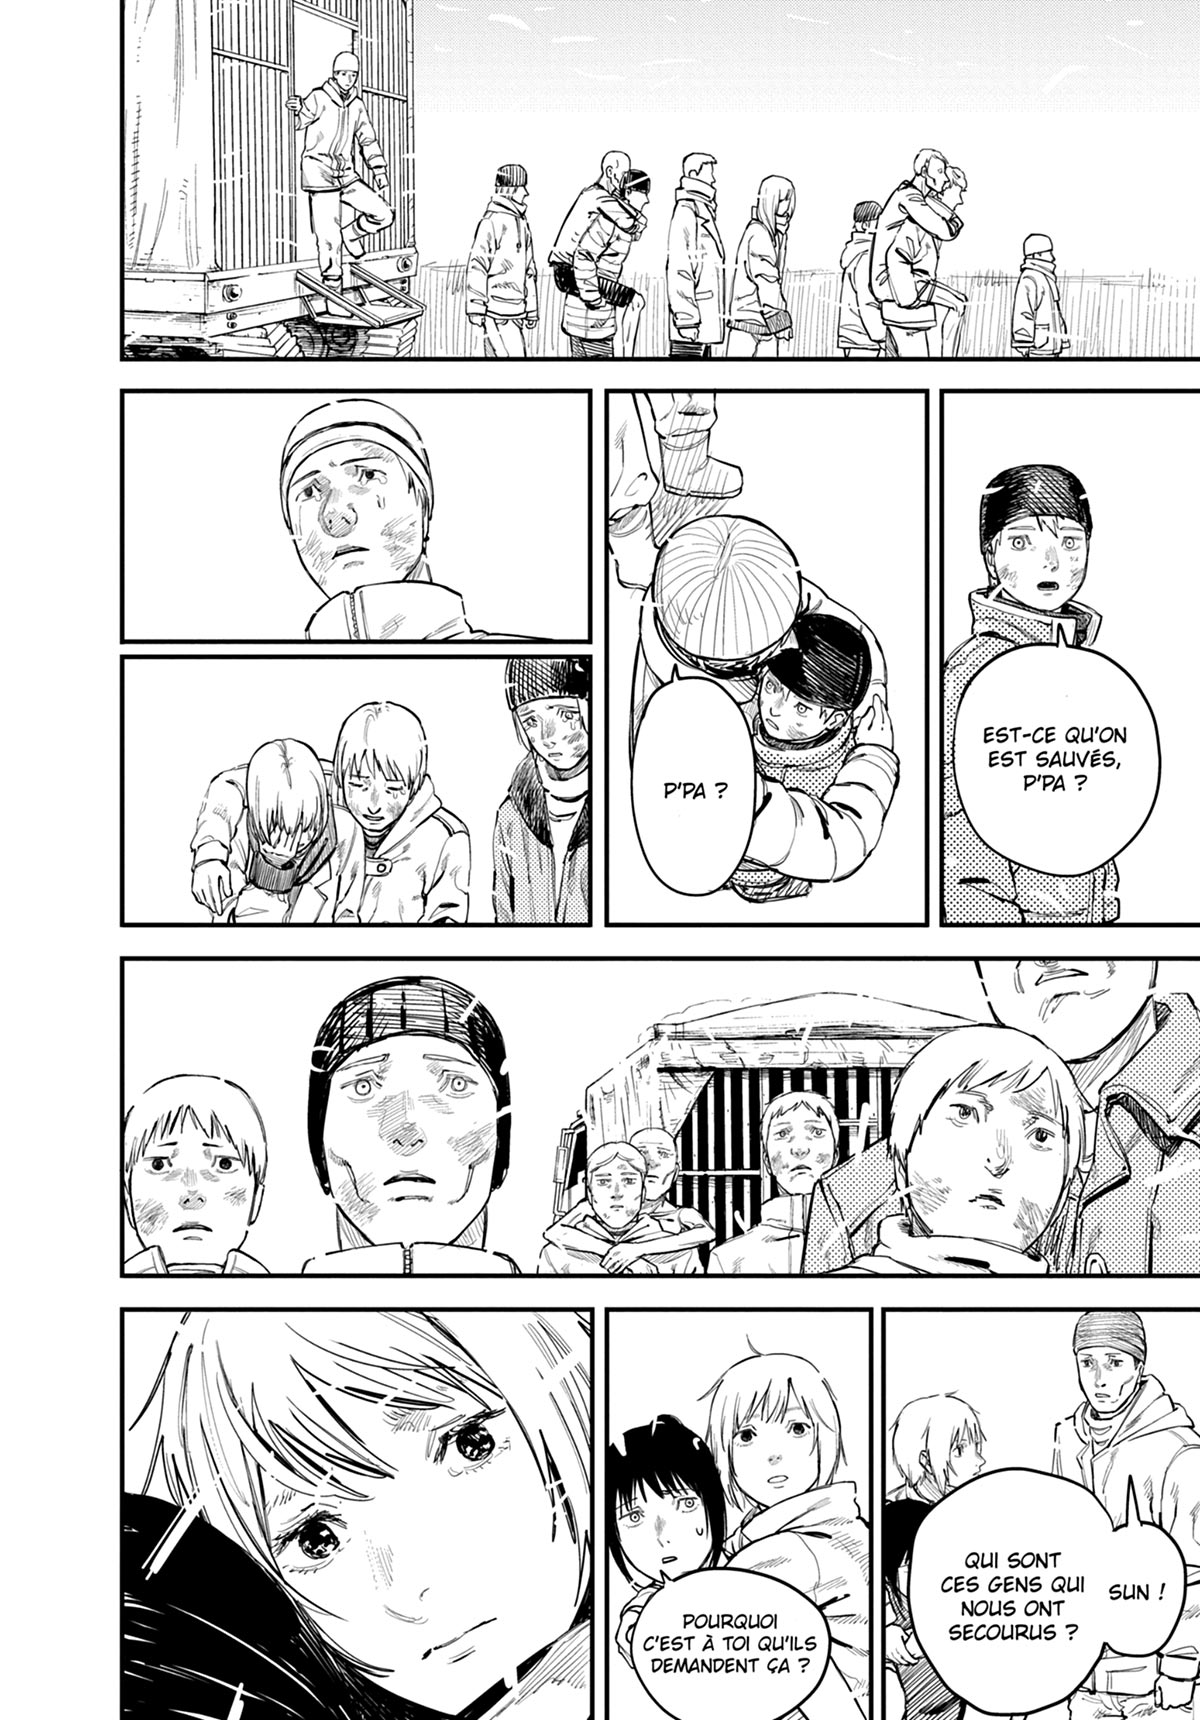 EST-CE QU'ON
EST SAUVÉS,
P'PA ?
P'PA ?
SUN !
QUI SONT
CES GENS QUI
NOUS ONT
SECOURUS ?
POURQUOI
C'EST À TOI QU'ILS
DEMANDENT ÇA ?